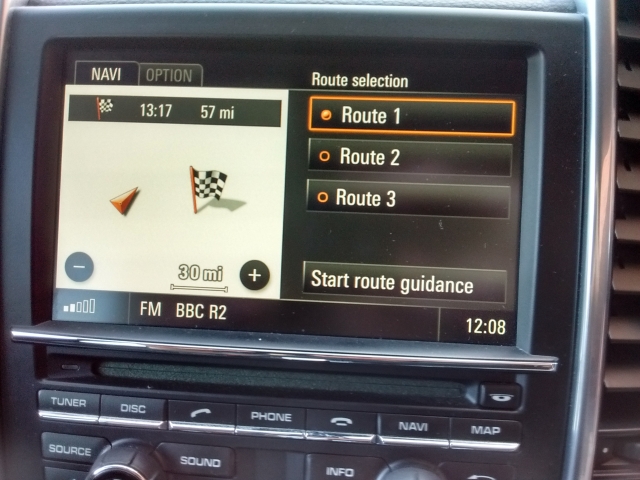 NAVI OPTION
Route selection
13:17 57 mi
Route 1
Route 2
Route 3
30 mi
Start route guidance
FM BBC R2
12:08
TUNER DISC PHONE NAVI MAP
SOURCE SOUND INFO